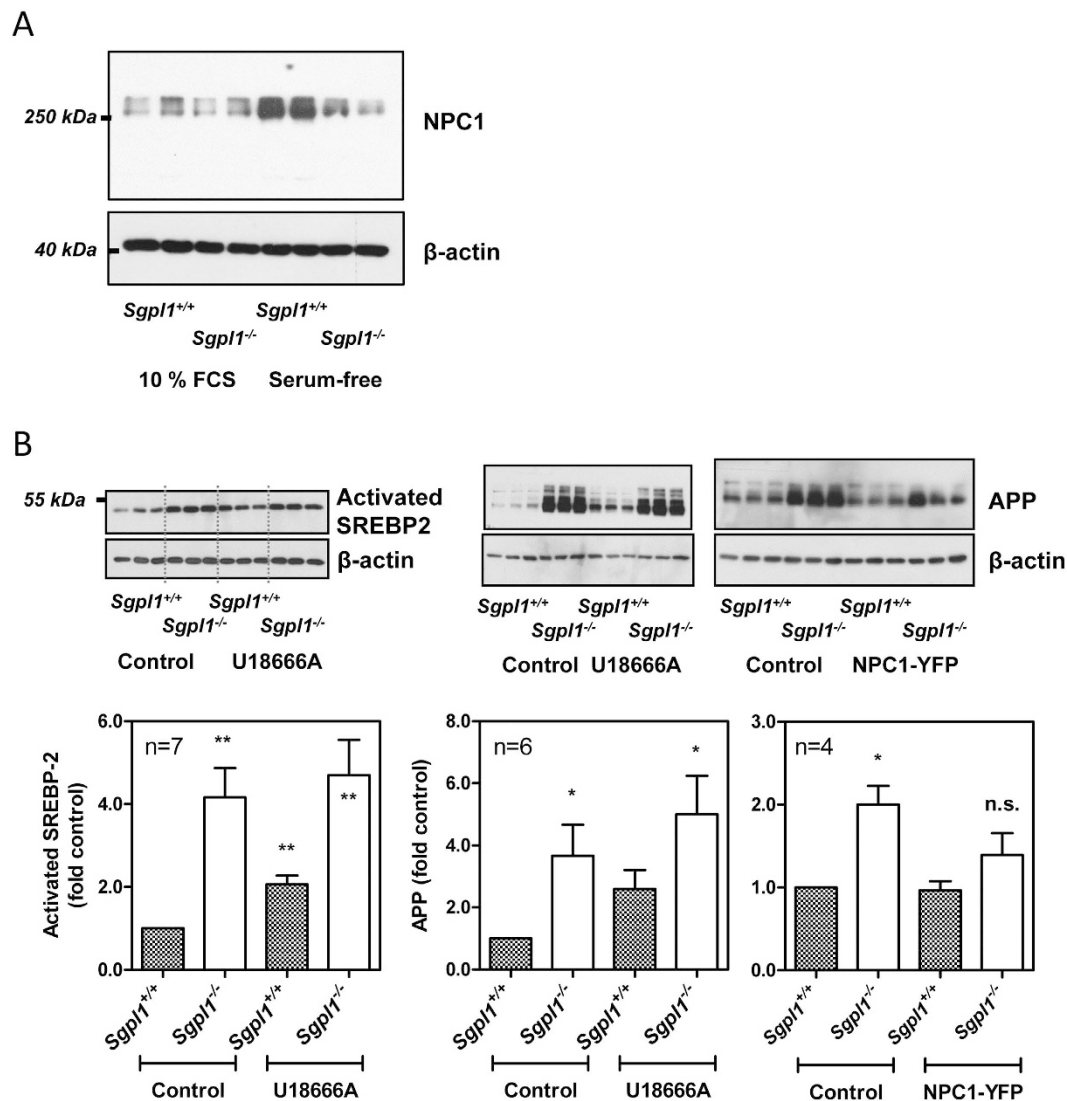 A
250 kDa
NPC1
40 kDa
β-actin
Sgpl1+/+ Sgpl1+/+
Sgpl1-/- Sgpl1-/-
10 % FCS Serum-free
B
55 kDa
Activated
SREBP2
β-actin
Sgpl1+/+ Sgpl1+/+
Sgpl1-/- Sgpl1-/-
Control U18666A
APP
β-actin
Sgpl1+/+ Sgpl1+/+
Sgpl1-/- Sgpl1-/-
Control U18666A
Sgpl1+/+ Sgpl1+/+
Sgpl1-/- Sgpl1-/-
Control NPC1-YFP
Activated SREBP-2
(fold control)
6.0
4.0
2.0
0.0
n=7
**
**
**
Sgpl1+/+
Sgpl1-/-
Sgpl1+/+
Sgpl1-/-
Control
U18666A
APP (fold control)
8.0
6.0
4.0
2.0
0.0
n=6
*
*
Sgpl1+/+
Sgpl1-/-
Sgpl1+/+
Sgpl1-/-
Control
U18666A
3.0
2.0
1.0
0.0
n=4
*
n.s.
Sgpl1+/+
Sgpl1-/-
Sgpl1+/+
Sgpl1-/-
Control
NPC1-YFP